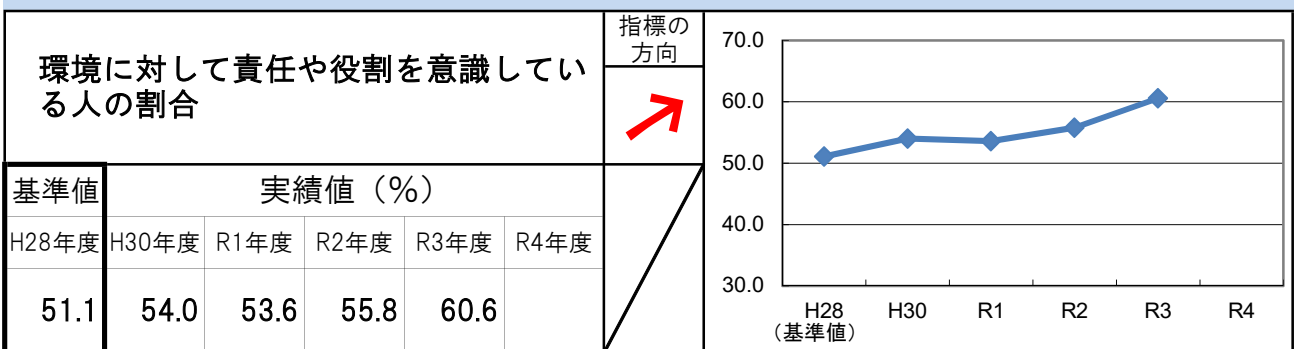 環境に対して責任や役割を意識してい
る人の割合
指標の
方向
基準値
実績値（%）
H28年度 H30年度 R1年度 R2年度 R3年度 R4年度
51.1 54.0 53.6 55.8 60.6
70.0
60.0
50.0
40.0
30.0
H28 H30 R1 R2 R3 R4
（基準値）